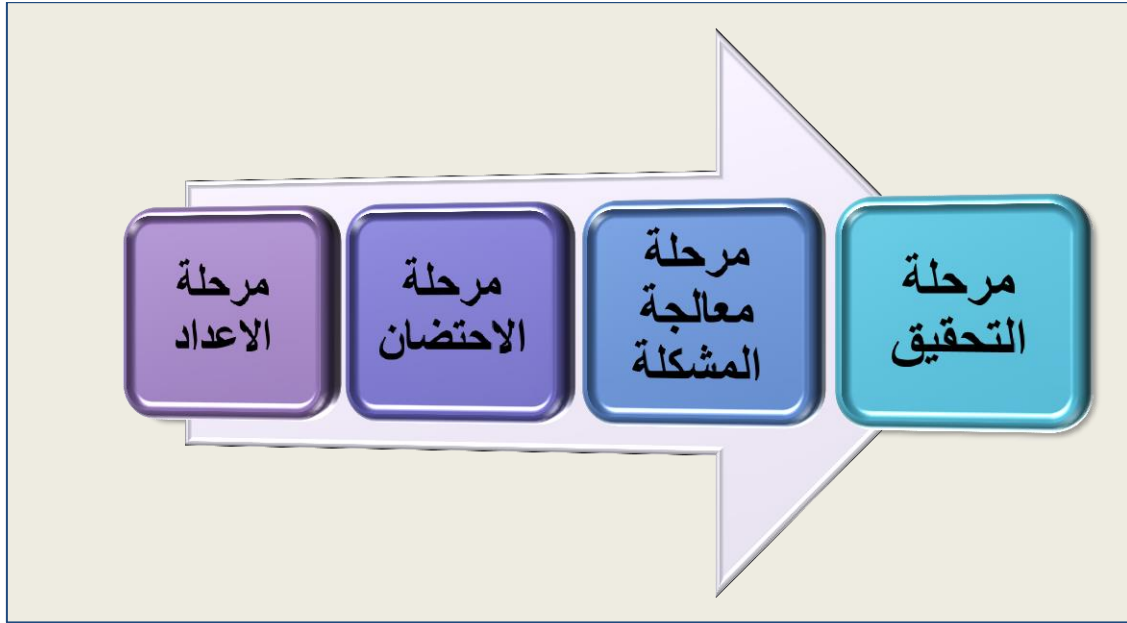 مرحلة
الاعداد
مرحلة
الاحتضان
مرحلة
معالجة
المشكلة
مرحلة
التحقيق